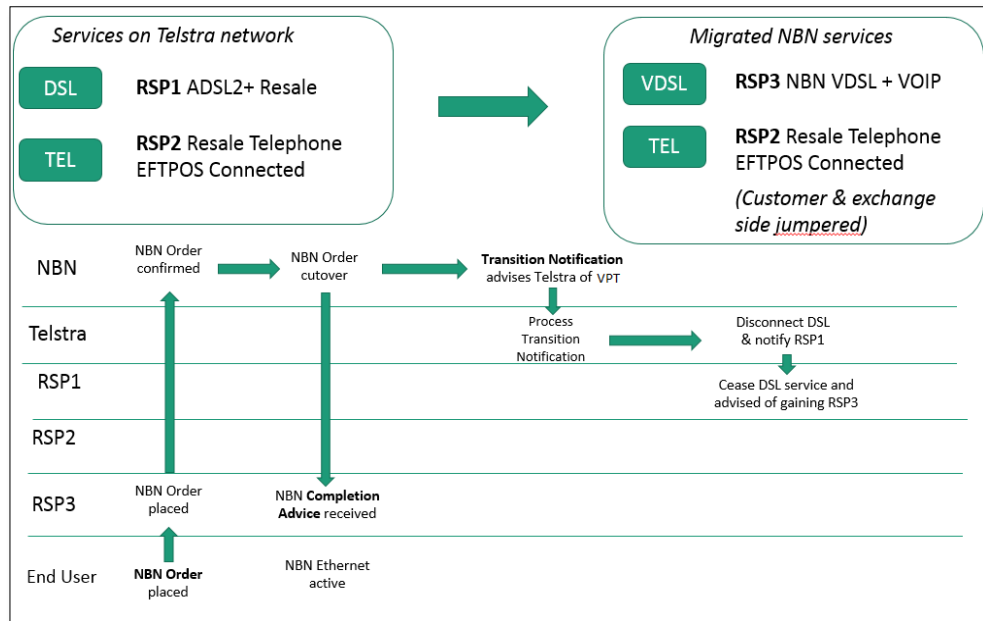 Services on Telstra network
DSL
RSP1 ADSL2+ Resale
TEL
RSP2 Resale Telephone
EFTPOS Connected
Migrated NBN services
VDSL
RSP3 NBN VDSL + VOIP
TEL
RSP2 Resale Telephone
EFTPOS Connected
(Customer & exchange
side jumpered)
NBN
NBN Order
confirmed
NBN Order
cutover
Transition Notification
advises Telstra of VPT
Telstra
Process
Transition
Notification
Disconnect DSL
& notify RSP1
RSP1
Cease DSL service and
advised of gaining RSP3
RSP2
RSP3
NBN Order
placed
NBN Completion
Advice received
End User
NBN Order
placed
NBN Ethernet
active